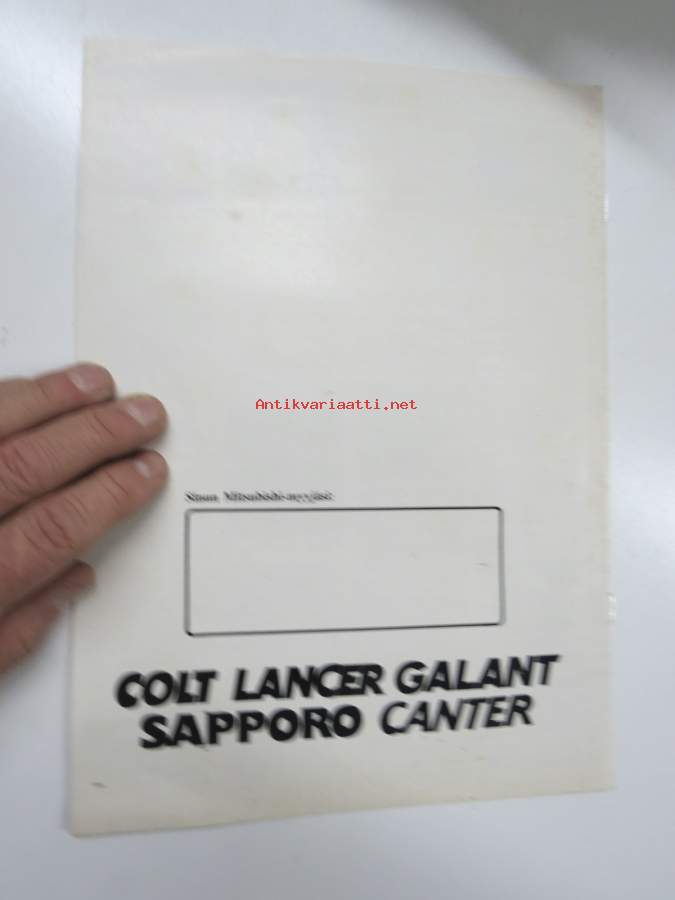 Antikvariaatti.net
Sinun Mitsubishi-myyjäsi:
COLT LANCER GALANT
SAPPORO CANTER